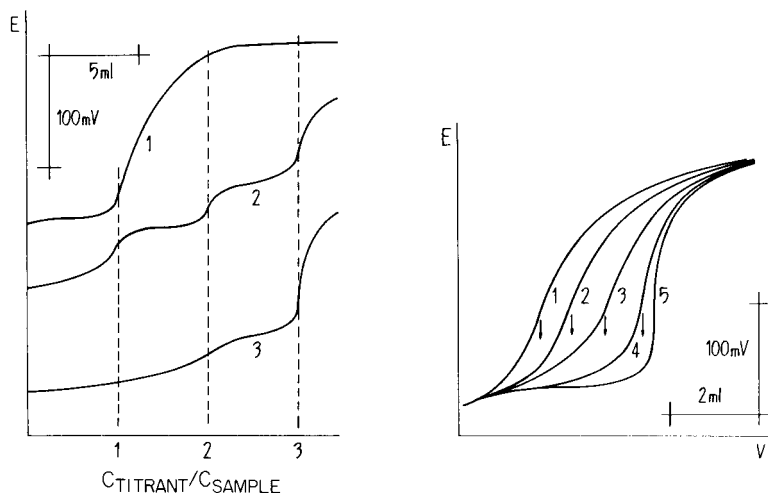 E
5ml
100mV
1
2
3
1 2 3
CTITRANT/CSAMPLE
E
1 2 3 5
4
100mV
2ml
V